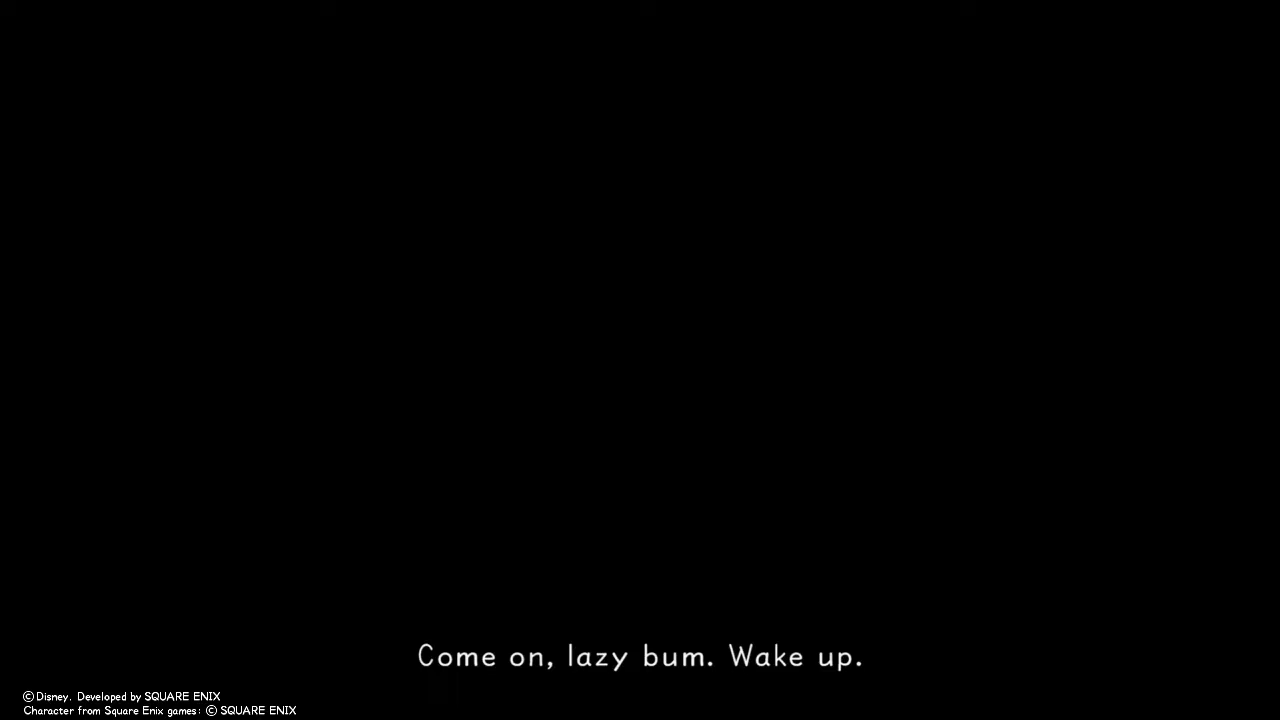 Come on, lazy bum. Wake up.
©Disney. Developed by SQUARE ENIX
Character from Square Enix games: © SQUARE ENIX